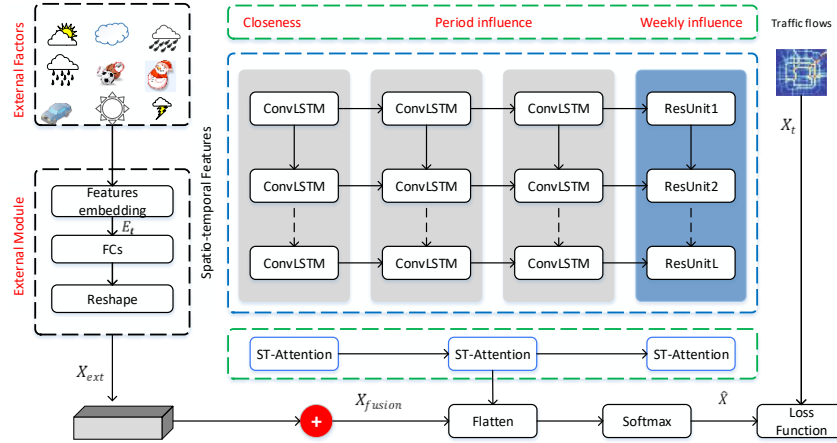 External Factors
Closeness
Period influence
Weekly influence
Traffic flows
Spatio-temporal Features
ConvLSTM
ConvLSTM
ConvLSTM
ResUnit1
X_t
External Module
Features
embedding
E_t
FCs
Reshape
ConvLSTM
ConvLSTM
ConvLSTM
ResUnit2
ConvLSTM
ConvLSTM
ConvLSTM
ResUnitL
ST-Attention
ST-Attention
ST-Attention
X_ext
+
X_fusion
Flatten
Softmax
X̂
Loss
Function